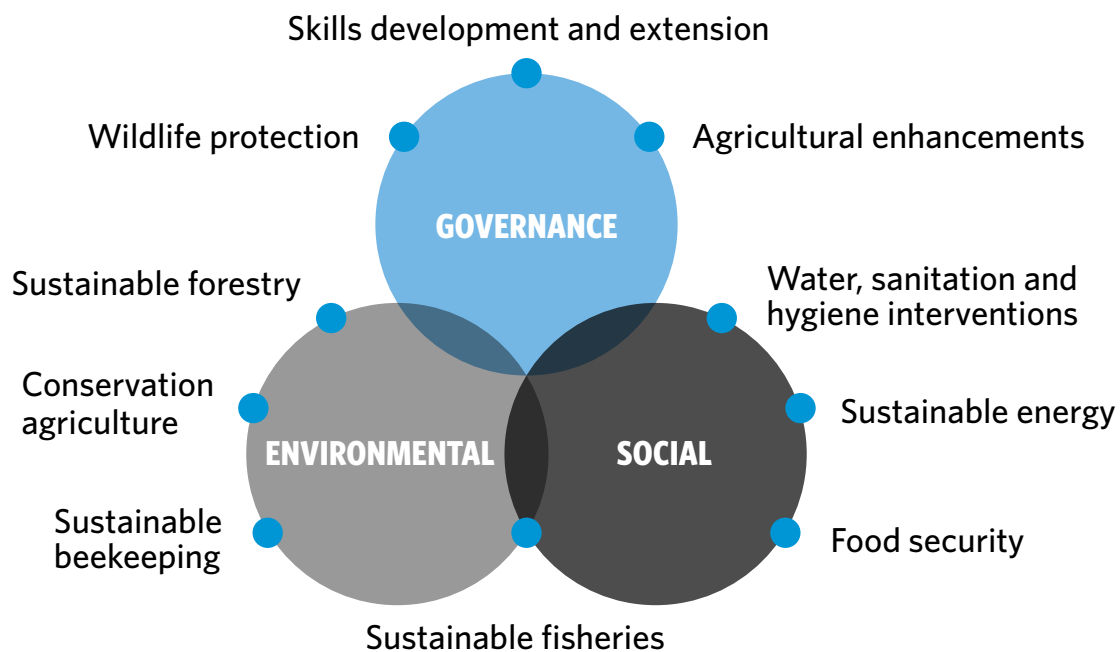 Skills development and extension
Wildlife protection
Agricultural enhancements
GOVERNANCE
Sustainable forestry
Water, sanitation and
hygiene interventions
Conservation
agriculture
Sustainable energy
ENVIRONMENTAL
SOCIAL
Sustainable
beekeeping
Food security
Sustainable fisheries